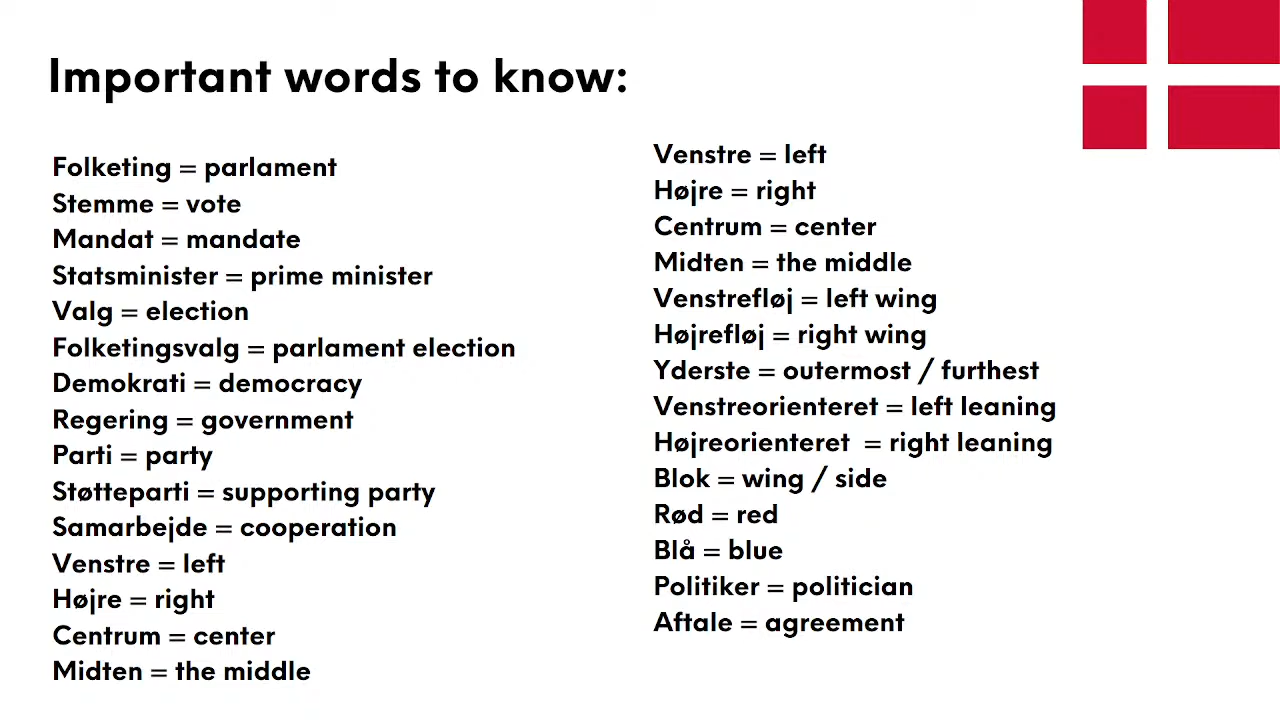 Important words to know:
Folketing = parlament
Stemme = vote
Mandat = mandate
Statsminister = prime minister
Valg = election
Folketingsvalg = parlament election
Demokrati = democracy
Regering = government
Parti = party
Støtteparti = supporting party
Samarbejde = cooperation
Venstre = left
Højre = right
Centrum = center
Midten = the middle
Venstre = left
Højre = right
Centrum = center
Midten = the middle
Venstrefløj = left wing
Højrefløj = right wing
Yderste = outermost / furthest
Venstreorienteret = left leaning
Højreorienteret = right leaning
Blok = wing / side
Rød = red
Blå = blue
Politiker = politician
Aftale = agreement